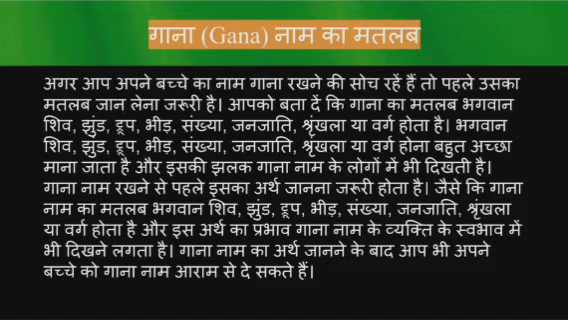 गाना (Gana) नाम का मतलब
अगर आप अपने बच्चे का नाम गाना रखने की सोच रहें हैं तो पहले उसका
मतलब जान लेना जरूरी है। आपको बता दें कि गाना का मतलब भगवान
शिव, झुंड, ट्रूप, भीड़, संख्या, जनजाति, श्रृंखला या वर्ग होता है। भगवान
शिव, झुंड, ट्रूप, भीड़, संख्या, जनजाति, श्रृंखला या वर्ग होना बहुत अच्छा
माना जाता है और इसकी झलक गाना नाम के लोगों में भी दिखती है।
गाना नाम रखने से पहले इसका अर्थ जानना जरूरी होता है। जैसे कि गाना
नाम का मतलब भगवान शिव, झुंड, ट्रूप, भीड़, संख्या, जनजाति, श्रृंखला
या वर्ग होता है और इस अर्थ का प्रभाव गाना नाम के व्यक्ति के स्वभाव में
भी दिखने लगता है। गाना नाम का अर्थ जानने के बाद आप भी अपने
बच्चे को गाना नाम आराम से दे सकते हैं।